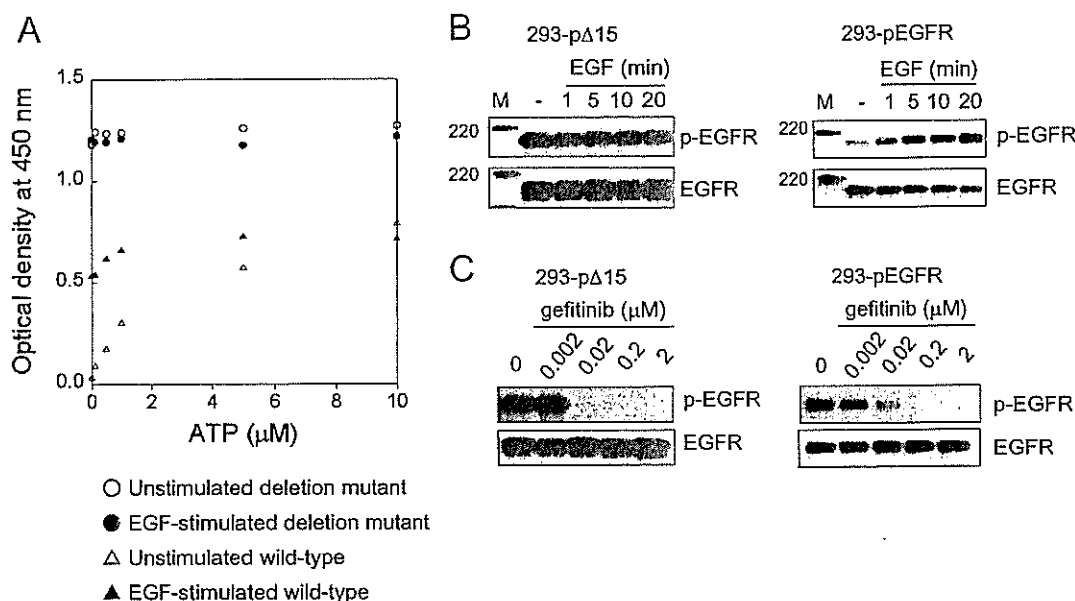 A
Optical density at 450 nm
1.5
1.0
0.5
0.0
0 2 4 6 8 10
ATP (μM)
○ Unstimulated deletion mutant
● EGF-stimulated deletion mutant
△ Unstimulated wild-type
▲ EGF-stimulated wild-type
B
293-pΔ15
EGF (min)
M - 1 5 10 20
220
p-EGFR
220
EGFR
293-pEGFR
EGF (min)
M - 1 5 10 20
220
p-EGFR
220
EGFR
C
293-pΔ15
gefitinib (μM)
0 0.002 0.02 0.2 2
p-EGFR
EGFR
293-pEGFR
gefitinib (μM)
0 0.002 0.02 0.2 2
p-EGFR
EGFR